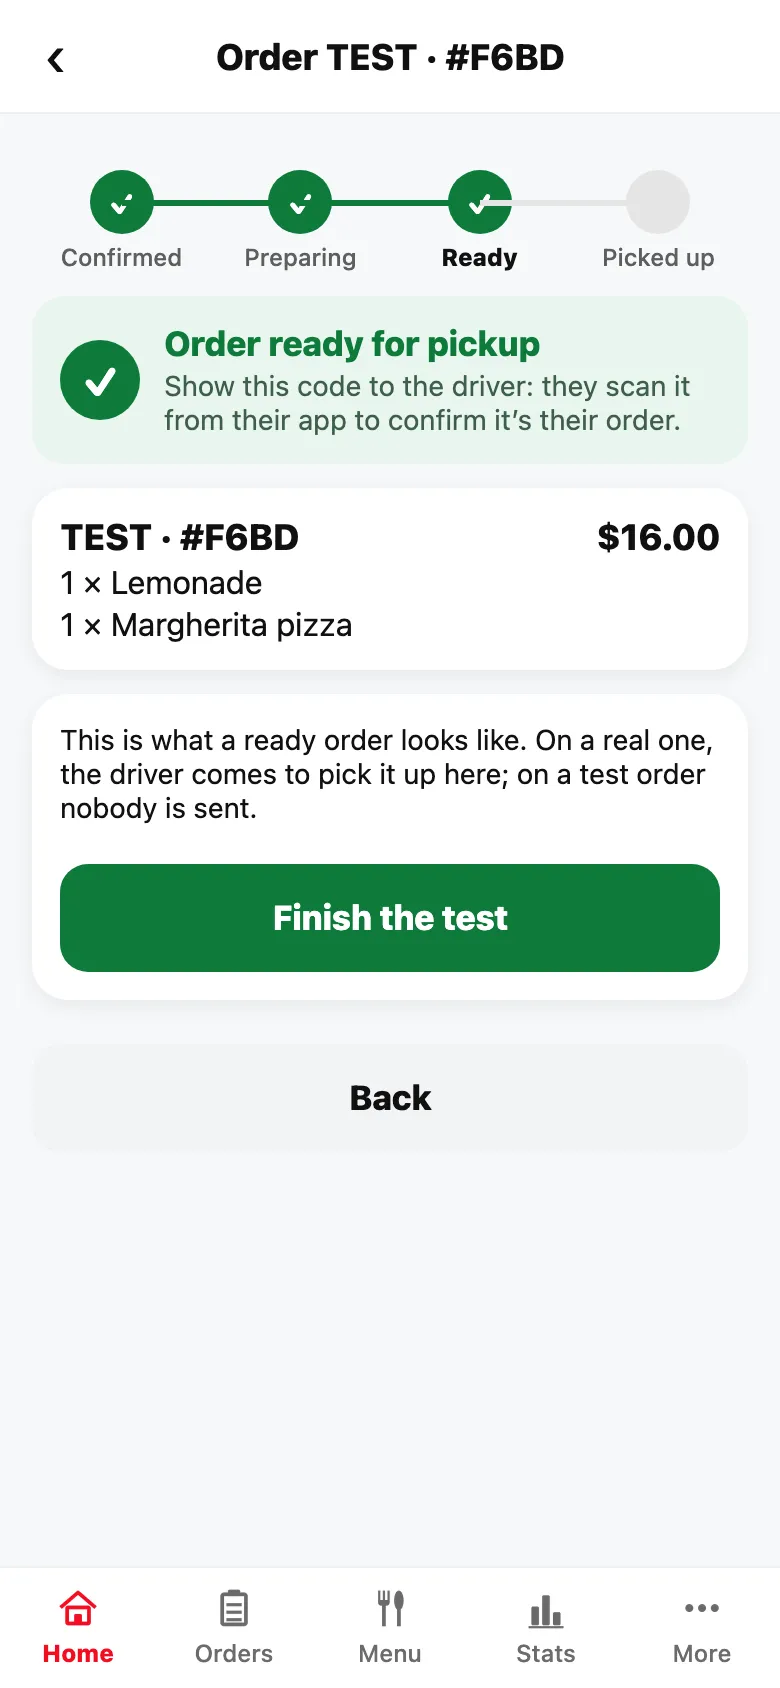 Order TEST · #F6BD
Confirmed
Preparing
Ready
Picked up
Order ready for pickup
Show this code to the driver: they scan it
from their app to confirm it’s their order.
TEST · #F6BD
$16.00
1 × Lemonade
1 × Margherita pizza
This is what a ready order looks like. On a real one,
the driver comes to pick it up here; on a test order
nobody is sent.
Finish the test
Back
Home
Orders
Menu
Stats
More